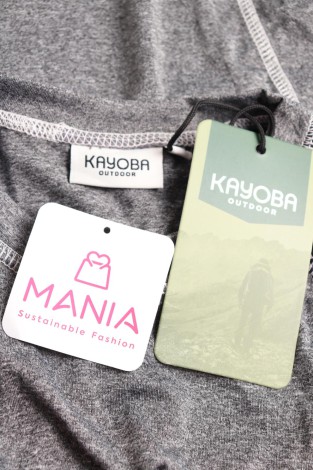 KAYOBA
OUTDOOR
KAYOBA
OUTDOOR
MANIA
Sustainable Fashion